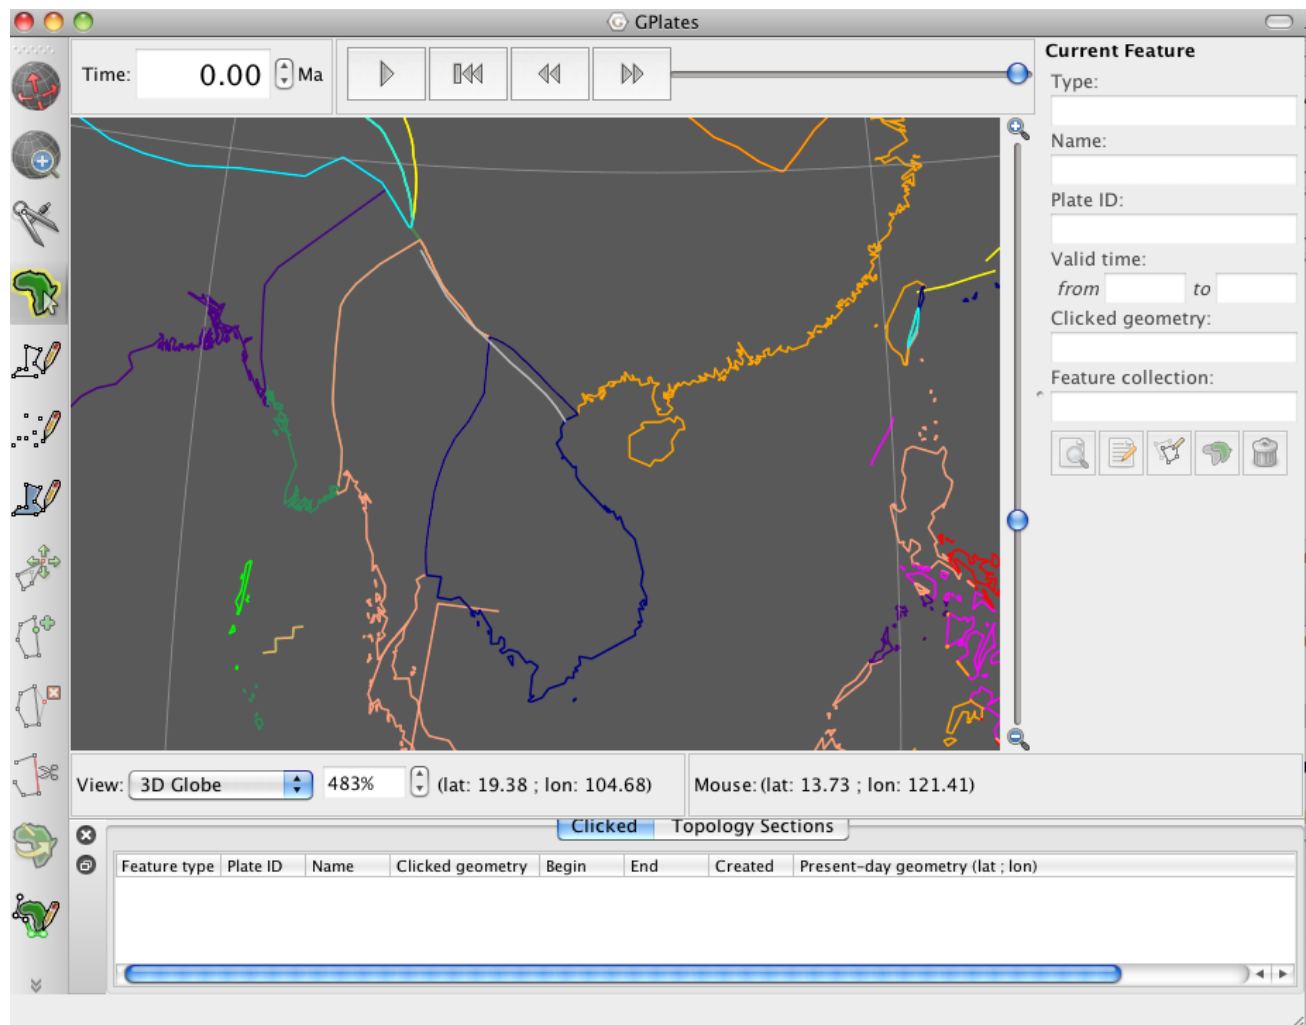 GPlates
Time: 0.00 Ma
Current Feature
Type:
Name:
Plate ID:
Valid time:
from to
Clicked geometry:
Feature collection:
View: 3D Globe 483% (lat: 19.38 ; lon: 104.68) Mouse: (lat: 13.73 ; lon: 121.41)
Clicked Topology Sections
Feature type Plate ID Name Clicked geometry Begin End Created Present-day geometry (lat ; lon)